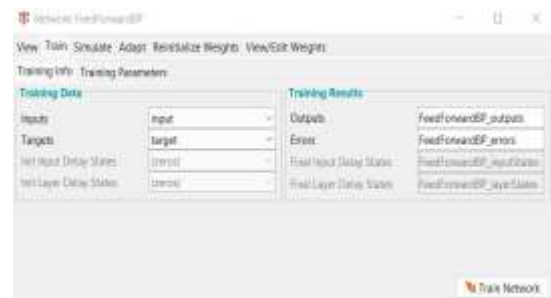 Network: FeedForwardBP
View Train Simulate Adapt Reinitialize Weights View/Edit Weights
Training Info Training Parameters
Training Data
Training Results
Inputs input
Outputs FeedForwardBP_outputs
Targets target
Errors FeedForwardBP_errors
Init Input Delay States (zeros)
Final Input Delay States FeedForwardBP_inputStates
Init Layer Delay States (zeros)
Final Layer Delay States FeedForwardBP_layerStates
Train Network